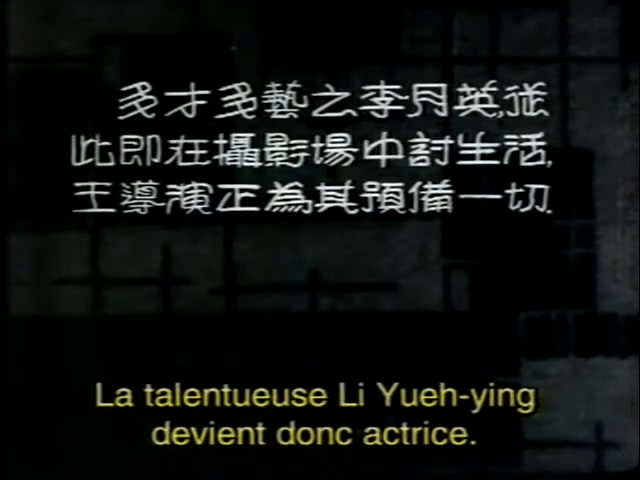 多才多藝之李月英,從
此即在攝影場中討生活,
王導演正為其預備一切.
La talentueuse Li Yueh-ying
devient donc actrice.